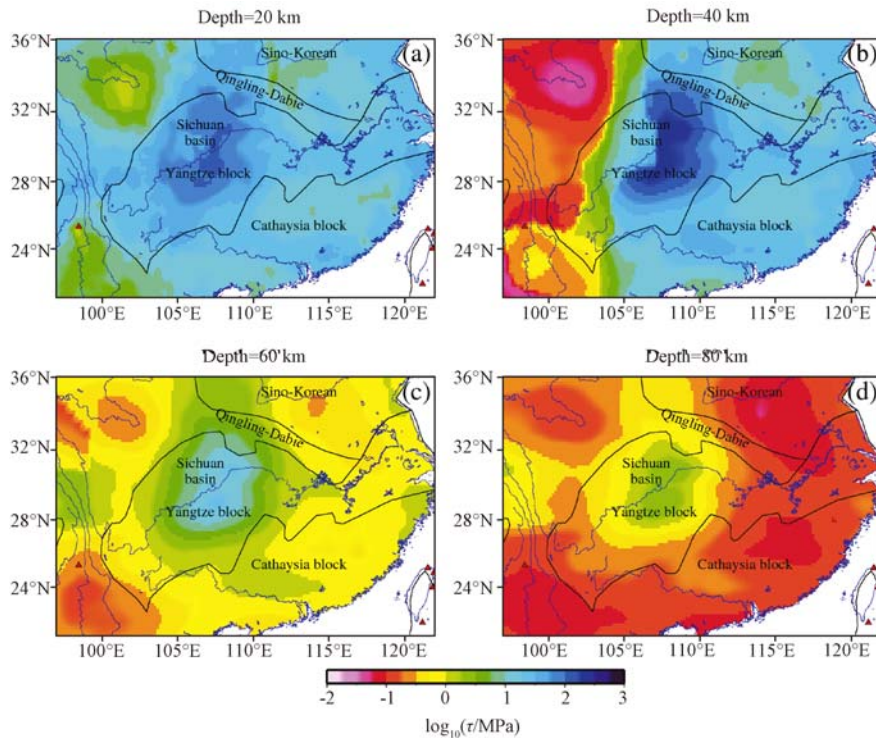 Depth=20 km
Depth=40 km
36°N
32°N
28°N
24°N
(a)
Sino-Korean
Qingling-Dabie
Sichuan
basin
Yangtze block
Cathaysia block
100°E 105°E 110°E 115°E 120°E
36°N
32°N
28°N
24°N
(b)
Sino-Korean
Qingling-Dabie
Sichuan
basin
Yangtze block
Cathaysia block
100°E 105°E 110°E 115°E 120°E
Depth=60 km
Depth=80 km
36°N
32°N
28°N
24°N
(c)
Sino-Korean
Qingling-Dabie
Sichuan
basin
Yangtze block
Cathaysia block
100°E 105°E 110°E 115°E 120°E
36°N
32°N
28°N
24°N
(d)
Sino-Korean
Qingling-Dabie
Sichuan
basin
Yangtze block
Cathaysia block
100°E 105°E 110°E 115°E 120°E
-2 -1 0 1 2 3
log₁₀(τ/MPa)